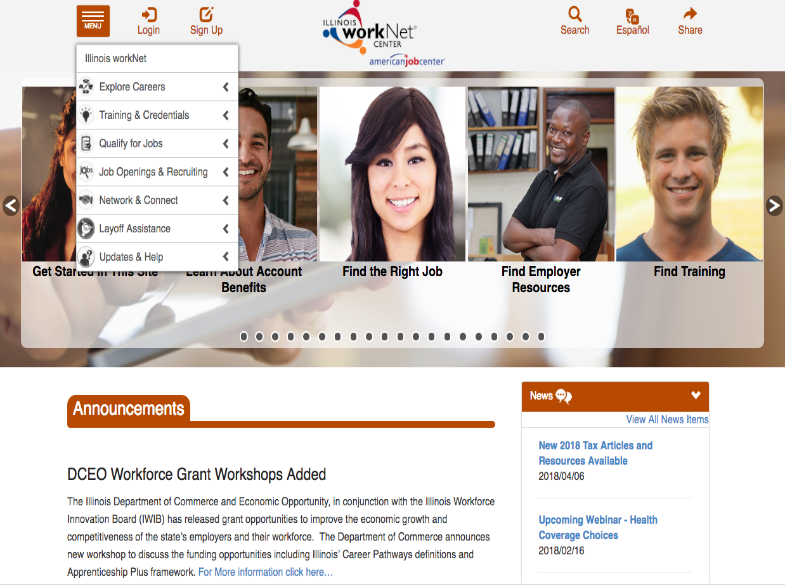 MENU
Login
Sign Up
ILLINOIS
workNet®
CENTER
americanjobcenter
Search
Español
Share
Illinois workNet
Explore Careers
Training & Credentials
Qualify for Jobs
Job Openings & Recruiting
Network & Connect
Layoff Assistance
Updates & Help
Get Started In This Site
Learn About Account
Benefits
Find the Right Job
Find Employer
Resources
Find Training
Announcements
DCEO Workforce Grant Workshops Added
The Illinois Department of Commerce and Economic Opportunity, in conjunction with the Illinois Workforce
Innovation Board (IWIB) has released grant opportunities to improve the economic growth and
competitiveness of the state's employers and their workforce. The Department of Commerce announces
new workshop to discuss the funding opportunities including Illinois' Career Pathways definitions and
Apprenticeship Plus framework. For More information click here…
News
View All News Items
New 2018 Tax Articles and
Resources Available
2018/04/06
Upcoming Webinar - Health
Coverage Choices
2018/02/16